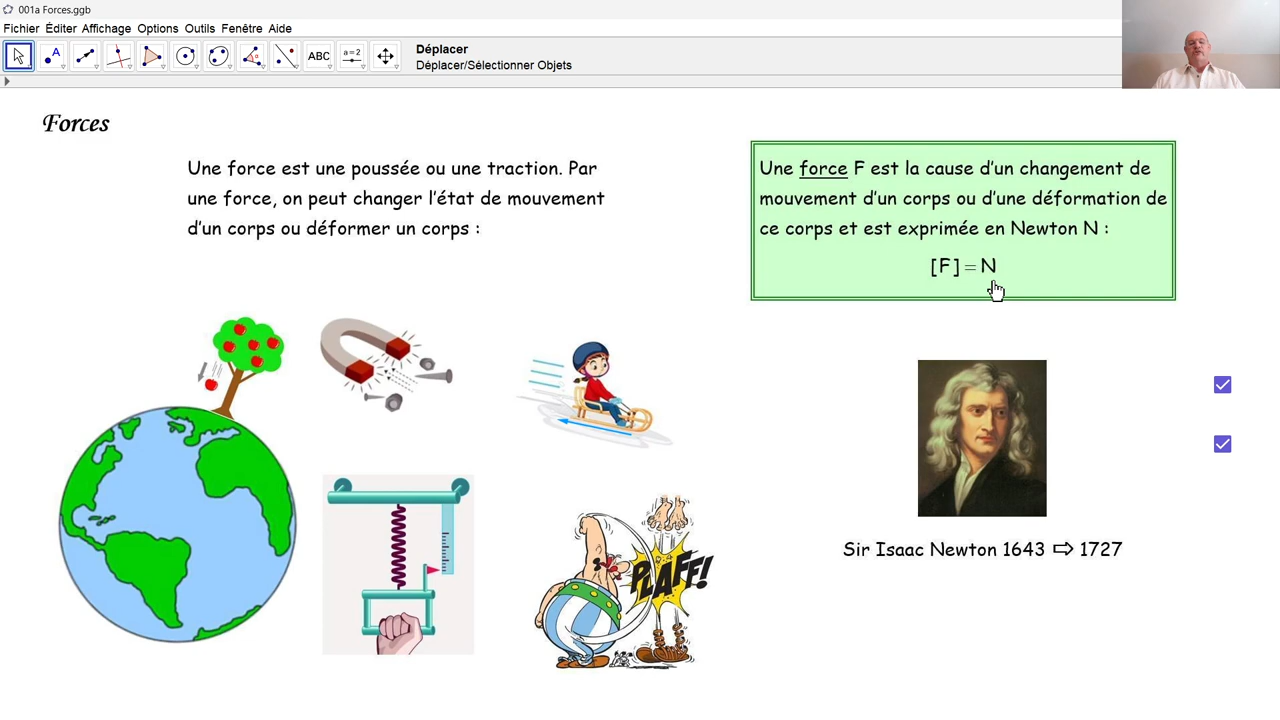 001a Forces.ggb
Fichier Éditer Affichage Options Outils Fenêtre Aide
A
ABC
a=2
Déplacer
Déplacer/Sélectionner Objets
Forces
Une force est une poussée ou une traction. Par
une force, on peut changer l'état de mouvement
d'un corps ou déformer un corps :
Une force F est la cause d'un changement de
mouvement d'un corps ou d'une déformation de
ce corps et est exprimée en Newton N :
[F] = N
PLAFF!
Sir Isaac Newton 1643 ⇨ 1727